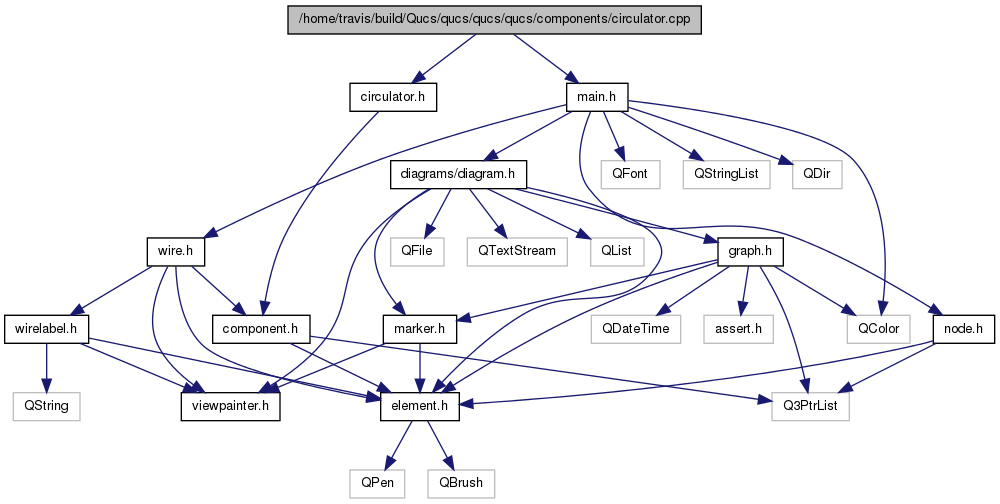 /home/travis/build/Qucs/qucs/qucs/qucs/components/circulator.cpp
circulator.h
main.h
diagrams/diagram.h
QFont
QStringList
QDir
wire.h
QFile
QTextStream
QList
graph.h
wirelabel.h
component.h
marker.h
QDateTime
assert.h
QColor
node.h
QString
viewpainter.h
element.h
Q3PtrList
QPen
QBrush